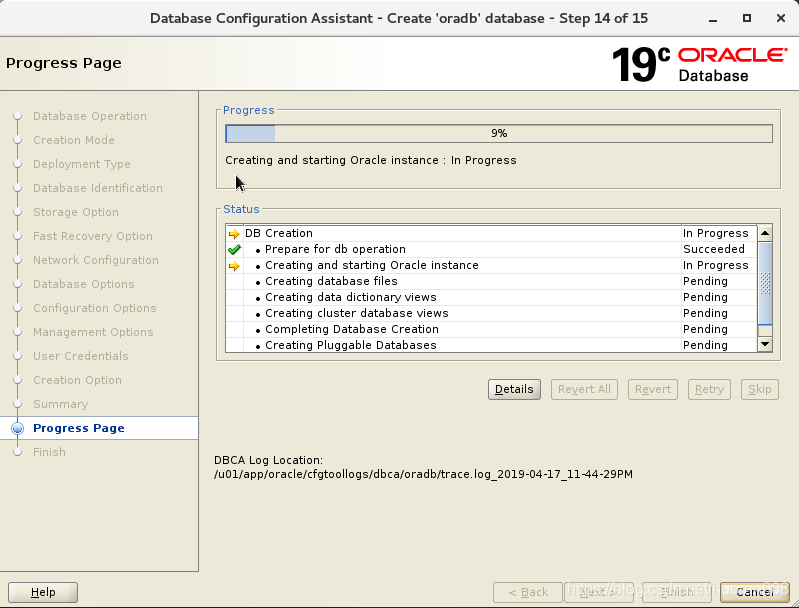 Database Configuration Assistant - Create 'oradb' database - Step 14 of 15
Progress Page
19c ORACLE
Database
Database Operation
Creation Mode
Deployment Type
Database Identification
Storage Option
Fast Recovery Option
Network Configuration
Database Options
Configuration Options
Management Options
User Credentials
Creation Option
Summary
Progress Page
Finish
Progress
9%
Creating and starting Oracle instance : In Progress
Status
DB Creation In Progress
• Prepare for db operation Succeeded
• Creating and starting Oracle instance In Progress
• Creating database files Pending
• Creating data dictionary views Pending
• Creating cluster database views Pending
• Completing Database Creation Pending
• Creating Pluggable Databases Pending
Details Revert All Revert Retry Skip
DBCA Log Location:
/u01/app/oracle/cfgtoollogs/dbca/oradb/trace.log_2019-04-17_11-44-29PM
Help < Back Next > Finish Cancel